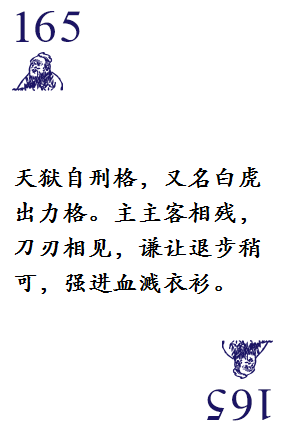 165
天狱自刑格，又名白虎
出力格。主主客相残，
刀刃相见，谦让退步稍
可，强进血溅衣衫。
165